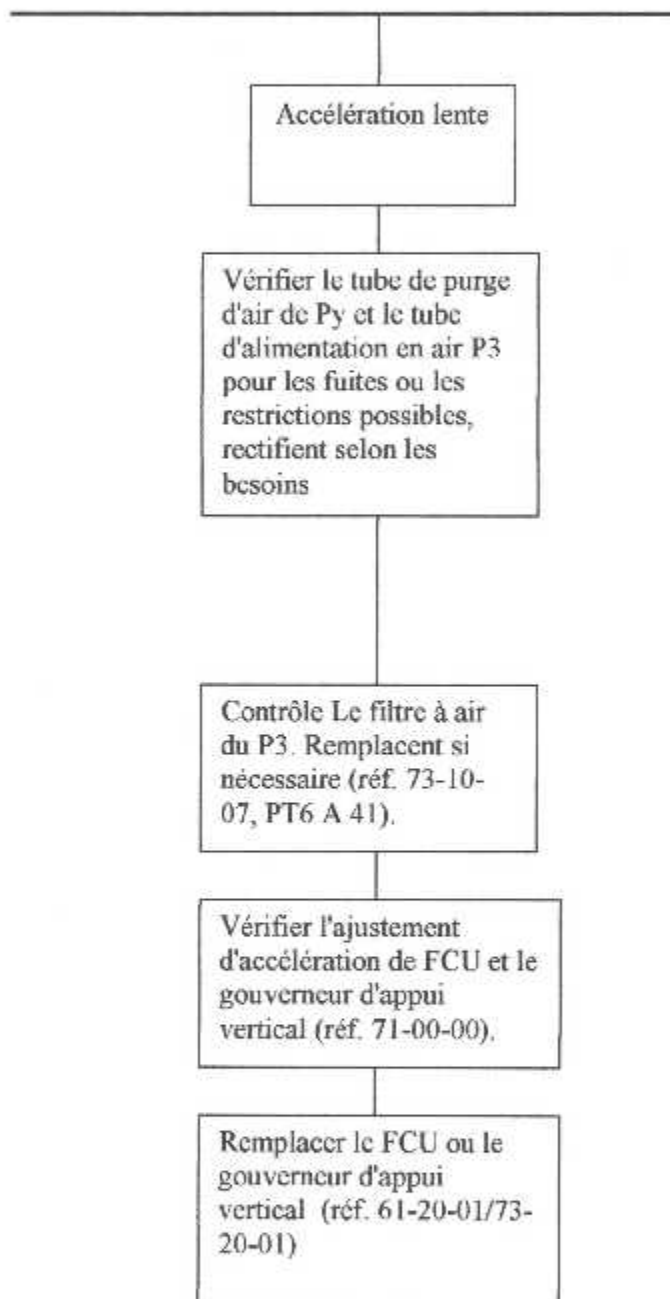 Accélération lente
Vérifier le tube de purge
d'air de Py et le tube
d'alimentation en air P3
pour les fuites ou les
restrictions possibles,
rectifient selon les
besoins
Contrôle Le filtre à air
du P3. Remplacent si
nécessaire (réf. 73-10-
07, PT6 A 41).
Vérifier l'ajustement
d'accélération de FCU et le
gouverneur d'appui
vertical (réf. 71-00-00).
Remplacer le FCU ou le
gouverneur d'appui
vertical (réf. 61-20-01/73-
20-01)